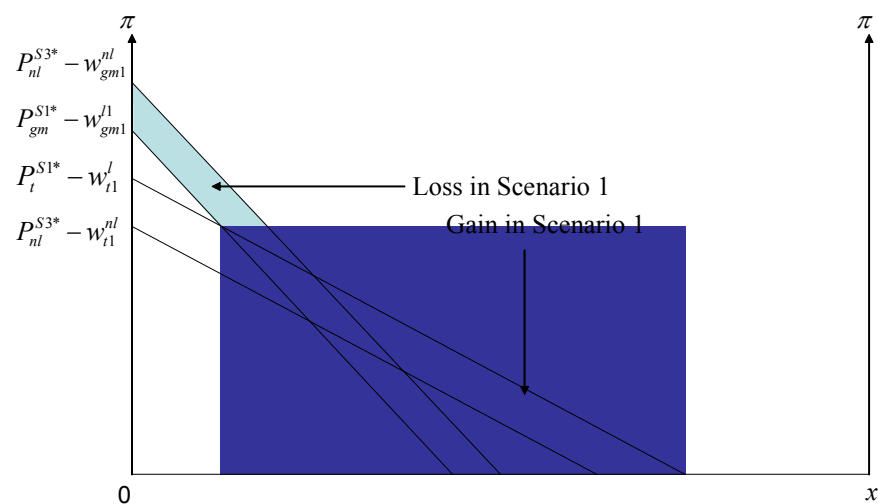 π π
P_{nl}^{S3*} − w_{gm1}^{nl}
P_{gm}^{S1*} − w_{gm1}^{l1}
P_{t}^{S1*} − w_{t1}^{l}
P_{nl}^{S3*} − w_{t1}^{nl}
Loss in Scenario 1
Gain in Scenario 1
0 x